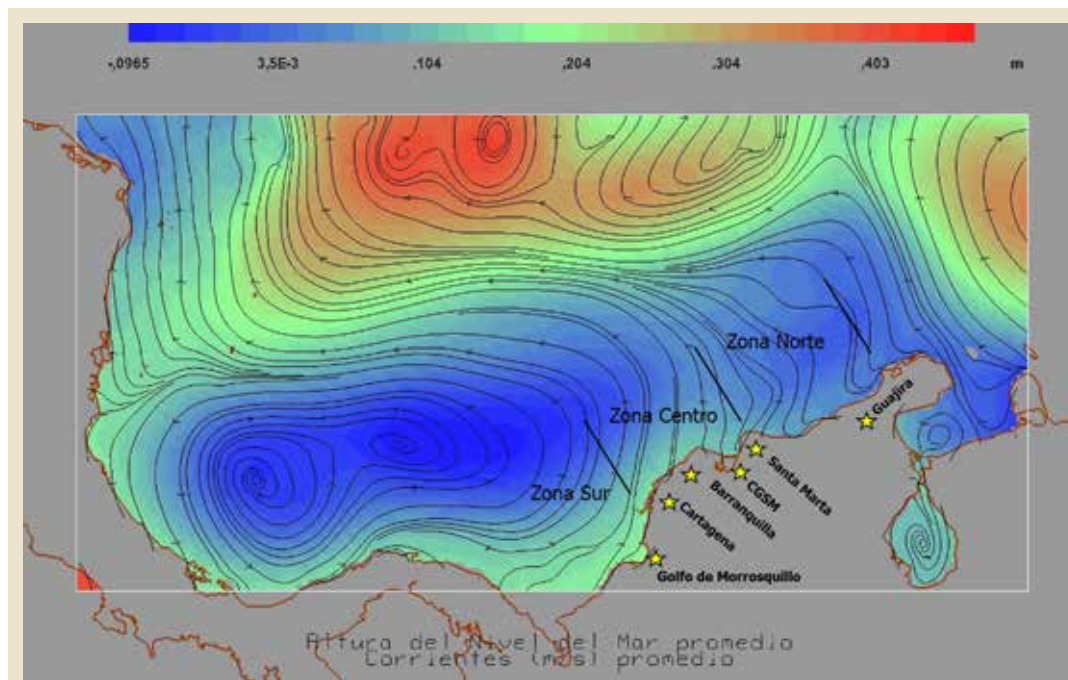 -,0965 3,5E-3 .104 ,204 .304 ,403 m
Zona Norte
Zona Centro
Zona Sur
Guajira
Santa Marta
CGSM
Barranquilla
Cartagena
Golfo de Morrosquillo
Altura del Nivel del Mar promedio
Corrientes (m/s) promedio